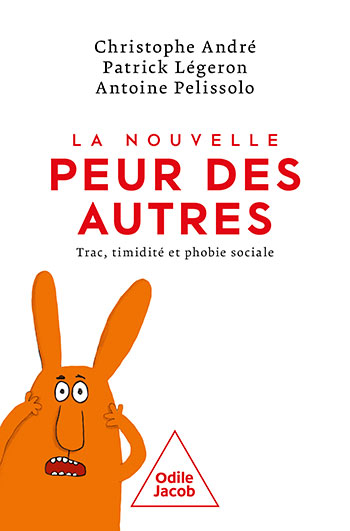 Christophe André
Patrick Légeron
Antoine Pelissolo
LA NOUVELLE
PEUR DES
AUTRES
Trac, timidité et phobie sociale
Odile
Jacob